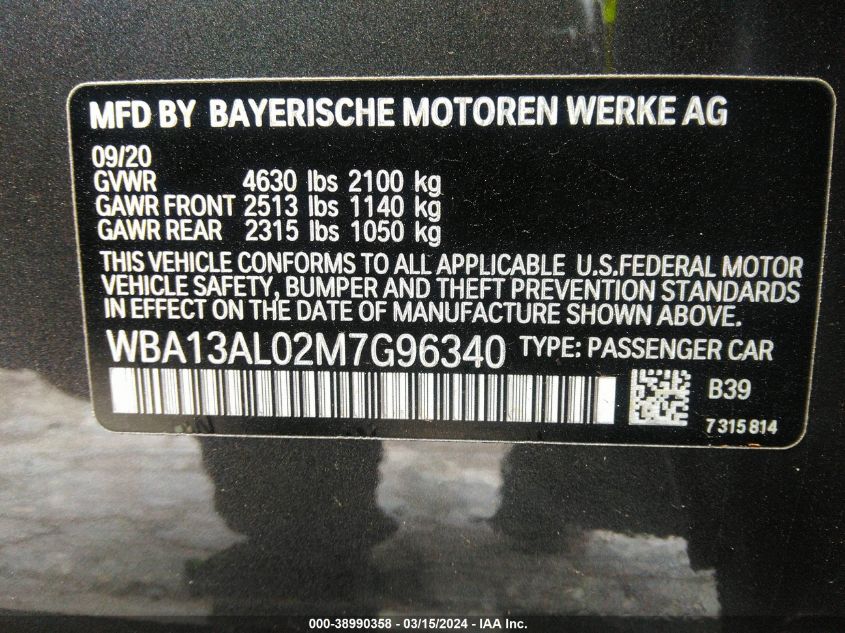 MFD BY BAYERISCHE MOTOREN WERKE AG
09/20
GVWR 4630 lbs 2100 kg
GAWR FRONT 2513 lbs 1140 kg
GAWR REAR 2315 lbs 1050 kg
THIS VEHICLE CONFORMS TO ALL APPLICABLE U.S.FEDERAL MOTOR
VEHICLE SAFETY, BUMPER AND THEFT PREVENTION STANDARDS
IN EFFECT ON THE DATE OF MANUFACTURE SHOWN ABOVE.
WBA13AL02M7G96340 TYPE: PASSENGER CAR
B39
7315814
000-38990358 - 03/15/2024 - IAA Inc.